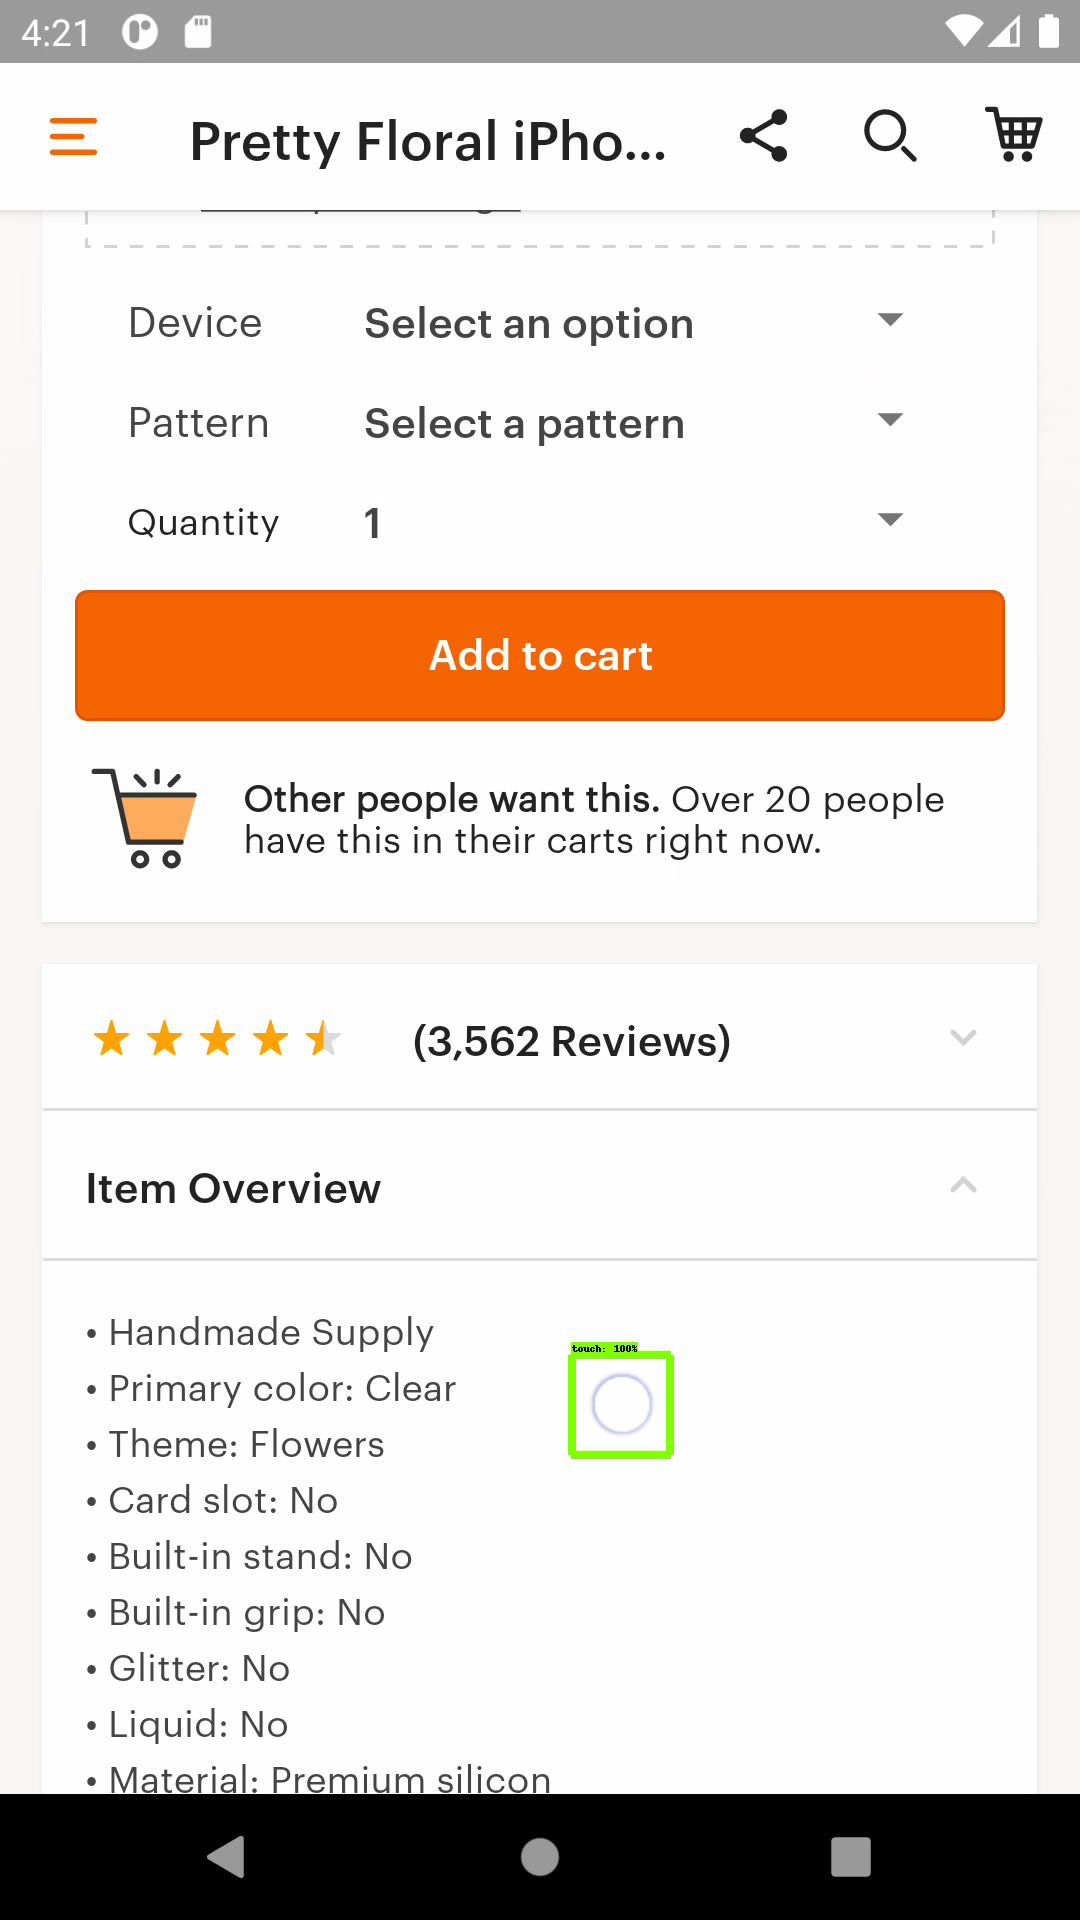 4:21
Pretty Floral iPho...
Device Select an option
Pattern Select a pattern
Quantity 1
Add to cart
Other people want this. Over 20 people
have this in their carts right now.
(3,562 Reviews)
Item Overview
• Handmade Supply
touch: 100%
• Primary color: Clear
• Theme: Flowers
• Card slot: No
• Built-in stand: No
• Built-in grip: No
• Glitter: No
• Liquid: No
• Material: Premium silicon